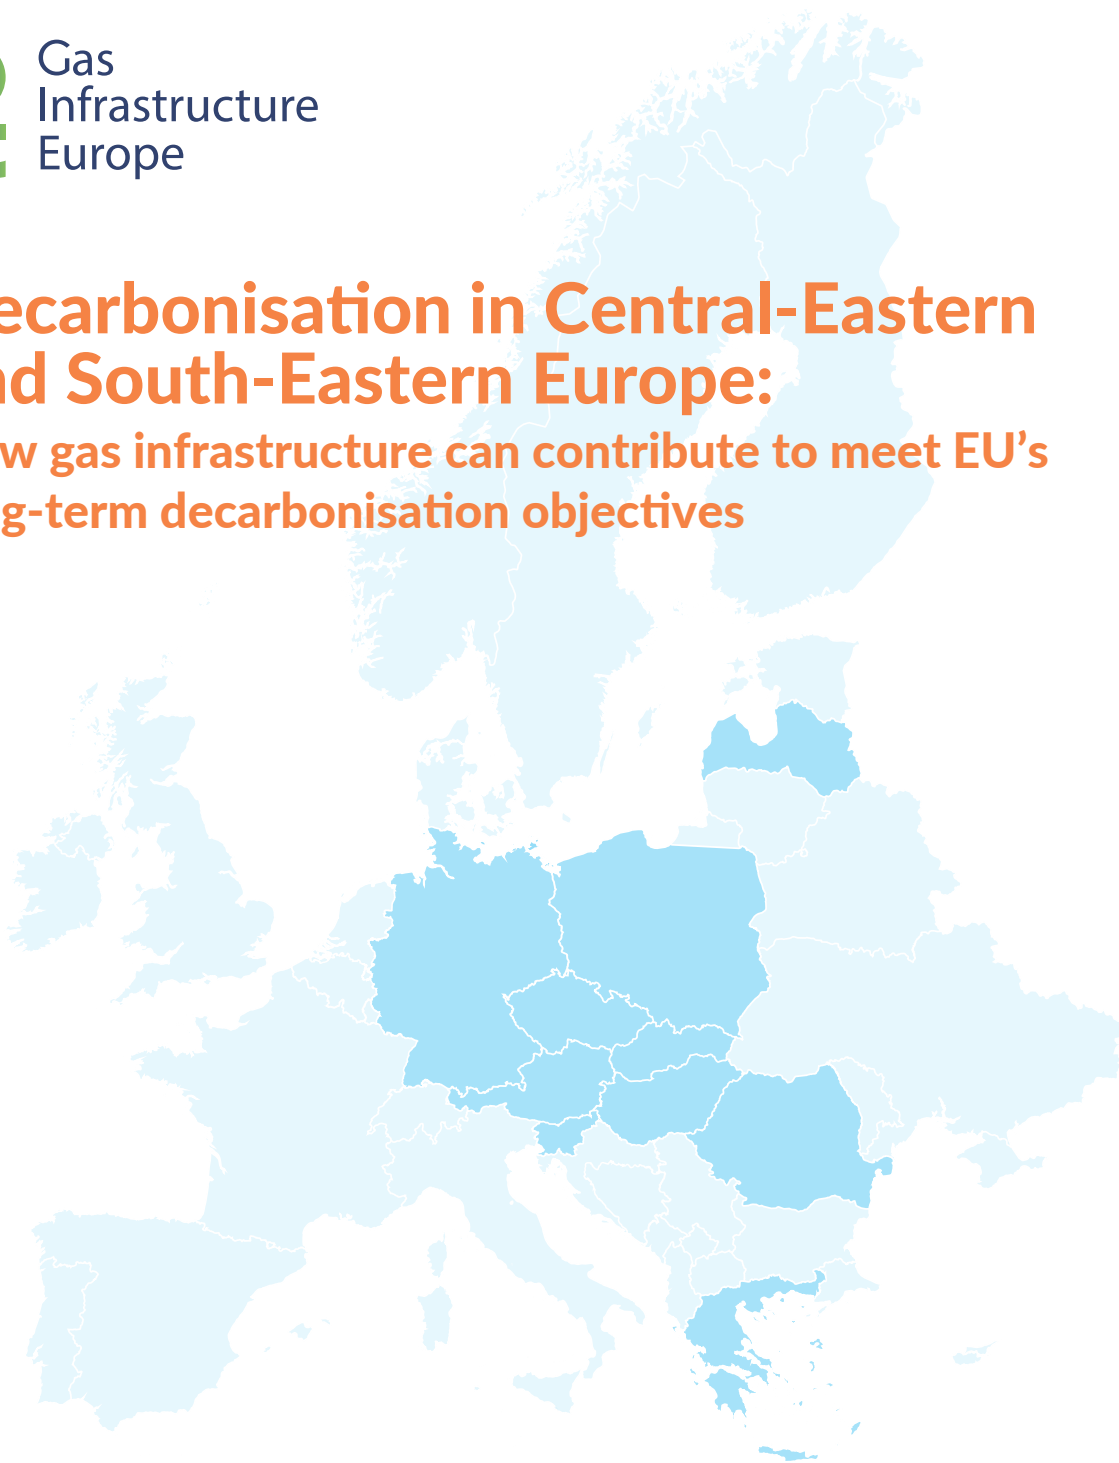 Gas
Infrastructure
Europe
ecarbonisation in Central-Eastern
d South-Eastern Europe:
w gas infrastructure can contribute to meet EU's
g-term decarbonisation objectives